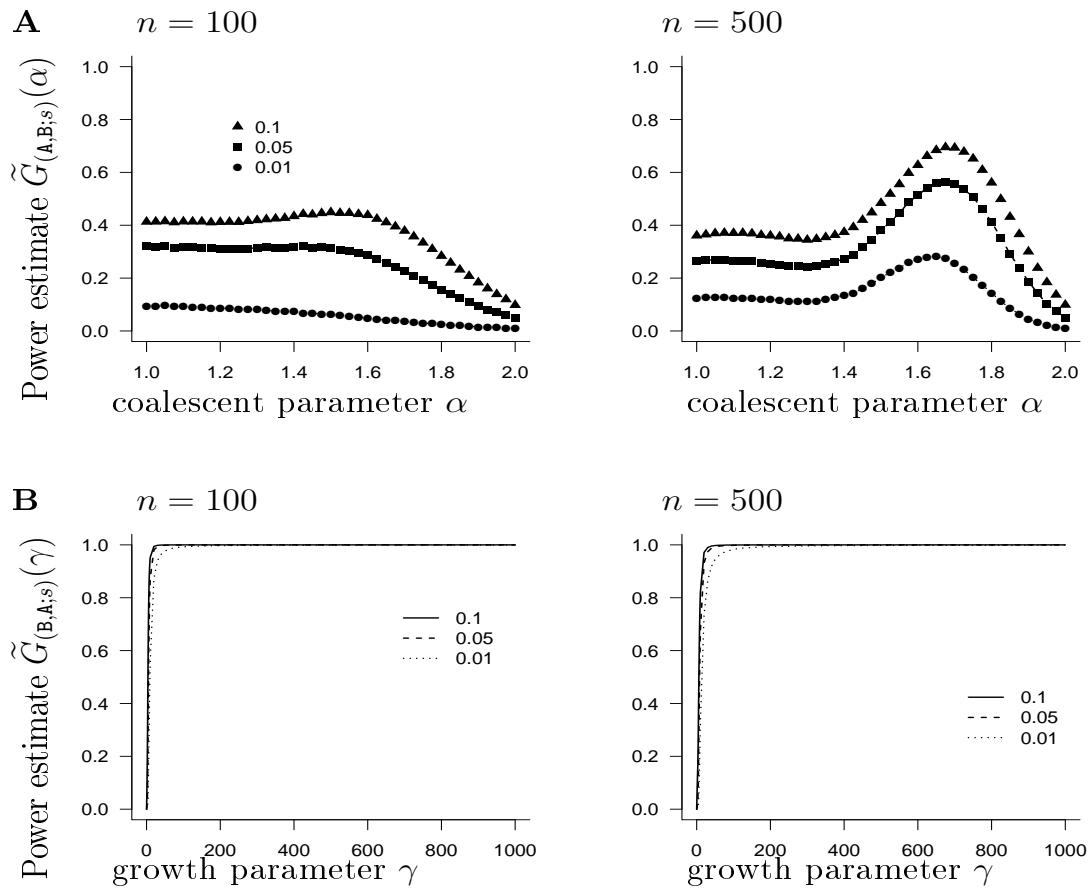 A
n = 100
n = 500
Power estimate G̃(A,B;s)(α)
1.0
0.8
0.6
0.4
0.2
0.0
0.1
0.05
0.01
1.0 1.2 1.4 1.6 1.8 2.0
coalescent parameter α
1.0
0.8
0.6
0.4
0.2
0.0
1.0 1.2 1.4 1.6 1.8 2.0
coalescent parameter α
B
n = 100
n = 500
Power estimate G̃(B,A;s)(γ)
1.0
0.8
0.6
0.4
0.2
0.0
0.1
0.05
0.01
0 200 400 600 800 1000
growth parameter γ
1.0
0.8
0.6
0.4
0.2
0.0
0.1
0.05
0.01
0 200 400 600 800 1000
growth parameter γ